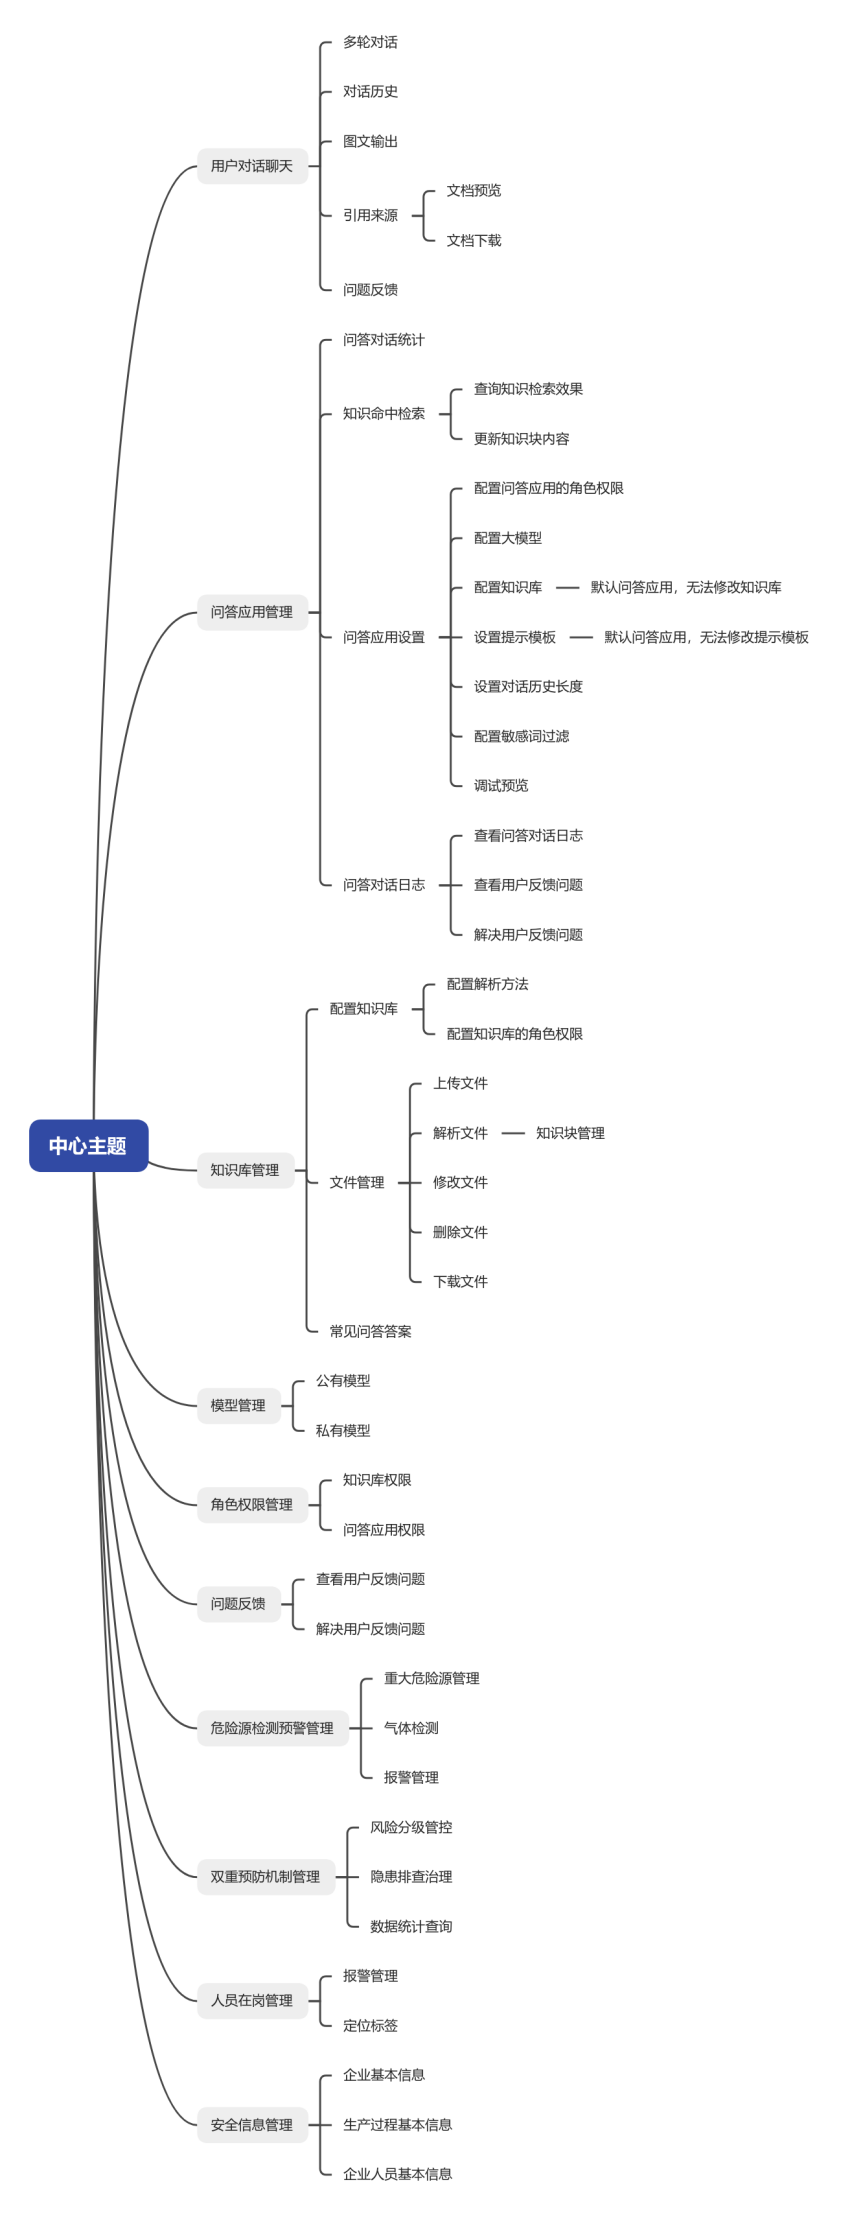 中心主题
用户对话聊天
多轮对话
对话历史
图文输出
引用来源
文档预览
文档下载
问题反馈
问答应用管理
问答对话统计
知识命中检索
查询知识检索效果
更新知识块内容
问答应用设置
配置问答应用的角色权限
配置大模型
配置知识库
默认问答应用，无法修改知识库
设置提示模板
默认问答应用，无法修改提示模板
设置对话历史长度
配置敏感词过滤
调试预览
问答对话日志
查看问答对话日志
查看用户反馈问题
解决用户反馈问题
知识库管理
配置知识库
配置解析方法
配置知识库的角色权限
文件管理
上传文件
解析文件
知识块管理
修改文件
删除文件
下载文件
常见问答答案
模型管理
公有模型
私有模型
角色权限管理
知识库权限
问答应用权限
问题反馈
查看用户反馈问题
解决用户反馈问题
危险源检测预警管理
重大危险源管理
气体检测
报警管理
双重预防机制管理
风险分级管控
隐患排查治理
数据统计查询
人员在岗管理
报警管理
定位标签
安全信息管理
企业基本信息
生产过程基本信息
企业人员基本信息